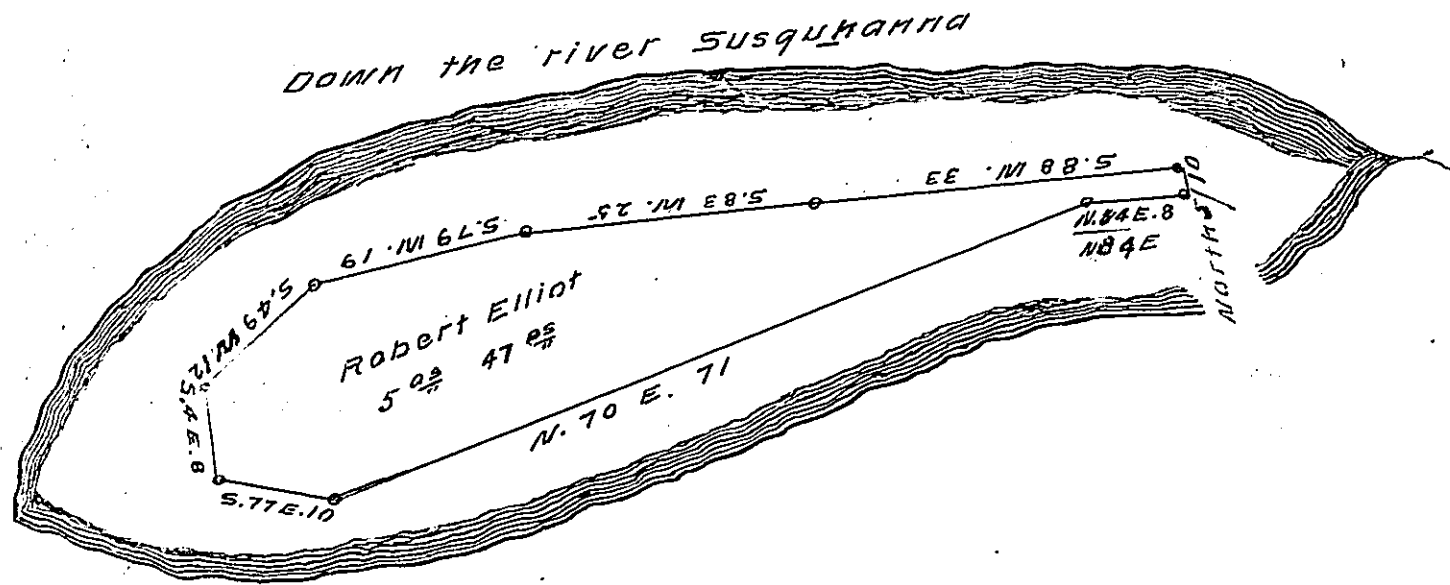 Down the river Susquhanna
S. 88 W. 33
S. 83 W. 25
S. 79 W. 19
S. 49 W 12
S. 4 E. 8
S. 77 E. 10
N. 70 E. 71
N. 84 E. 8
N 84 E
North
Robert Elliot
5 as 47 ps